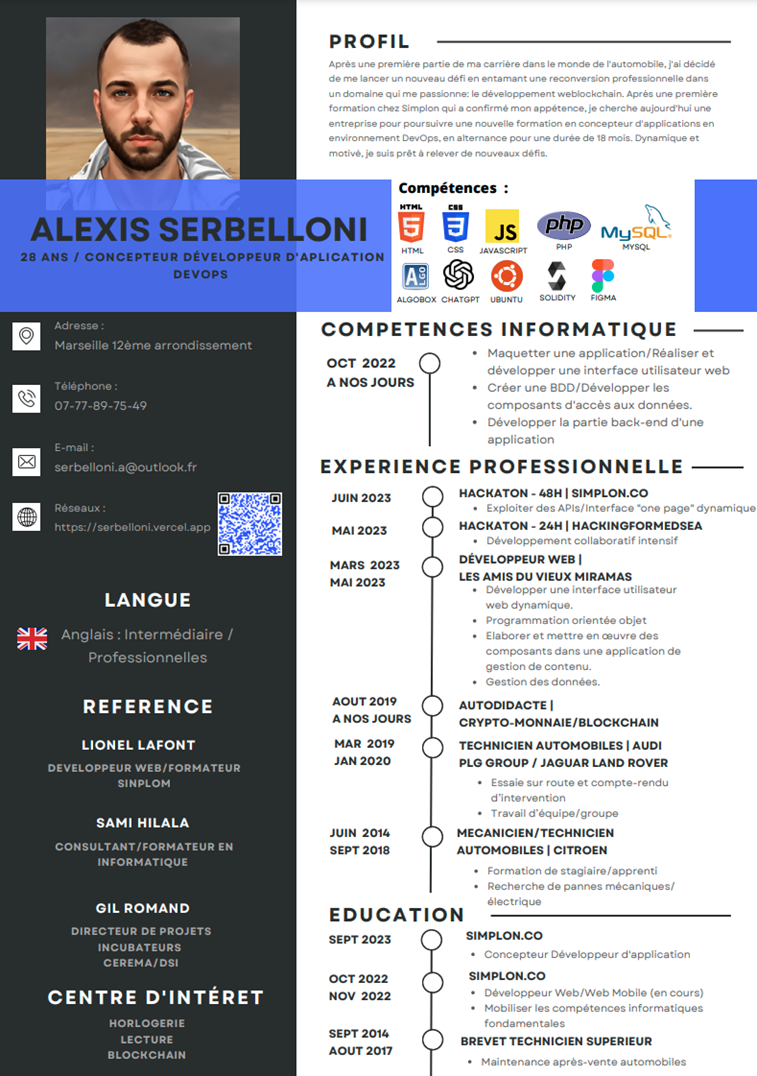 ALEXIS SERBELLONI
28 ANS / CONCEPTEUR DÉVELOPPEUR D'APLICATION
DEVOPS
Adresse :
Marseille 12ème arrondissement
Téléphone :
07-77-89-75-49
E-mail :
serbelloni.a@outlook.fr
Réseaux :
https://serbelloni.vercel.app
LANGUE
Anglais : Intermédiaire /
Professionnelles
REFERENCE
LIONEL LAFONT
DEVELOPPEUR WEB/FORMATEUR
SINPLOM
SAMI HILALA
CONSULTANT/FORMATEUR EN
INFORMATIQUE
GIL ROMAND
DIRECTEUR DE PROJETS
INCUBATEURS
CEREMA/DSI
CENTRE D'INTÉRET
HORLOGERIE
LECTURE
BLOCKCHAIN
PROFIL
Après une première partie de ma carrière dans le monde de l'automobile, j'ai décidé
de me lancer un nouveau défi en entamant une reconversion professionnelle dans
un domaine qui me passionne: le développement weblockchain. Après une première
formation chez Simplon qui a confirmé mon appétence, je cherche aujourd'hui une
entreprise pour poursuivre une nouvelle formation en concepteur d'applications en
environnement DevOps, en alternance pour une durée de 18 mois. Dynamique et
motivé, je suis prêt à relever de nouveaux défis.
Compétences :
HTML CSS JS php MySQL
HTML CSS JAVASCRIPT PHP MYSQL
ALGO
ALGOBOX CHATGPT UBUNTU SOLIDITY FIGMA
COMPETENCES INFORMATIQUE
OCT 2022
A NOS JOURS
• Maquetter une application/Réaliser et
développer une interface utilisateur web
• Créer une BDD/Développer les
composants d'accès aux données.
• Développer la partie back-end d'une
application
EXPERIENCE PROFESSIONNELLE
JUIN 2023
HACKATON - 48H | SIMPLON.CO
• Exploiter des APIs/Interface "one page" dynamique
MAI 2023
HACKATON - 24H | HACKINGFORMEDSEA
• Développement collaboratif intensif
MARS 2023
MAI 2023
DÉVELOPPEUR WEB |
LES AMIS DU VIEUX MIRAMAS
• Développer une interface utilisateur
web dynamique.
• Programmation orientée objet
• Elaborer et mettre en œuvre des
composants dans une application de
gestion de contenu.
• Gestion des données.
AOUT 2019
A NOS JOURS
AUTODIDACTE |
CRYPTO-MONNAIE/BLOCKCHAIN
MAR 2019
JAN 2020
TECHNICIEN AUTOMOBILES | AUDI
PLG GROUP / JAGUAR LAND ROVER
• Essaie sur route et compte-rendu
d'intervention
• Travail d'équipe/groupe
JUIN 2014
SEPT 2018
MECANICIEN/TECHNICIEN
AUTOMOBILES | CITROEN
• Formation de stagiaire/apprenti
• Recherche de pannes mécaniques/
électrique
EDUCATION
SEPT 2023
SIMPLON.CO
• Concepteur Développeur d'application
OCT 2022
NOV 2022
SIMPLON.CO
• Développeur Web/Web Mobile (en cours)
• Mobiliser les compétences informatiques
fondamentales
SEPT 2014
AOUT 2017
BREVET TECHNICIEN SUPERIEUR
• Maintenance après-vente automobiles